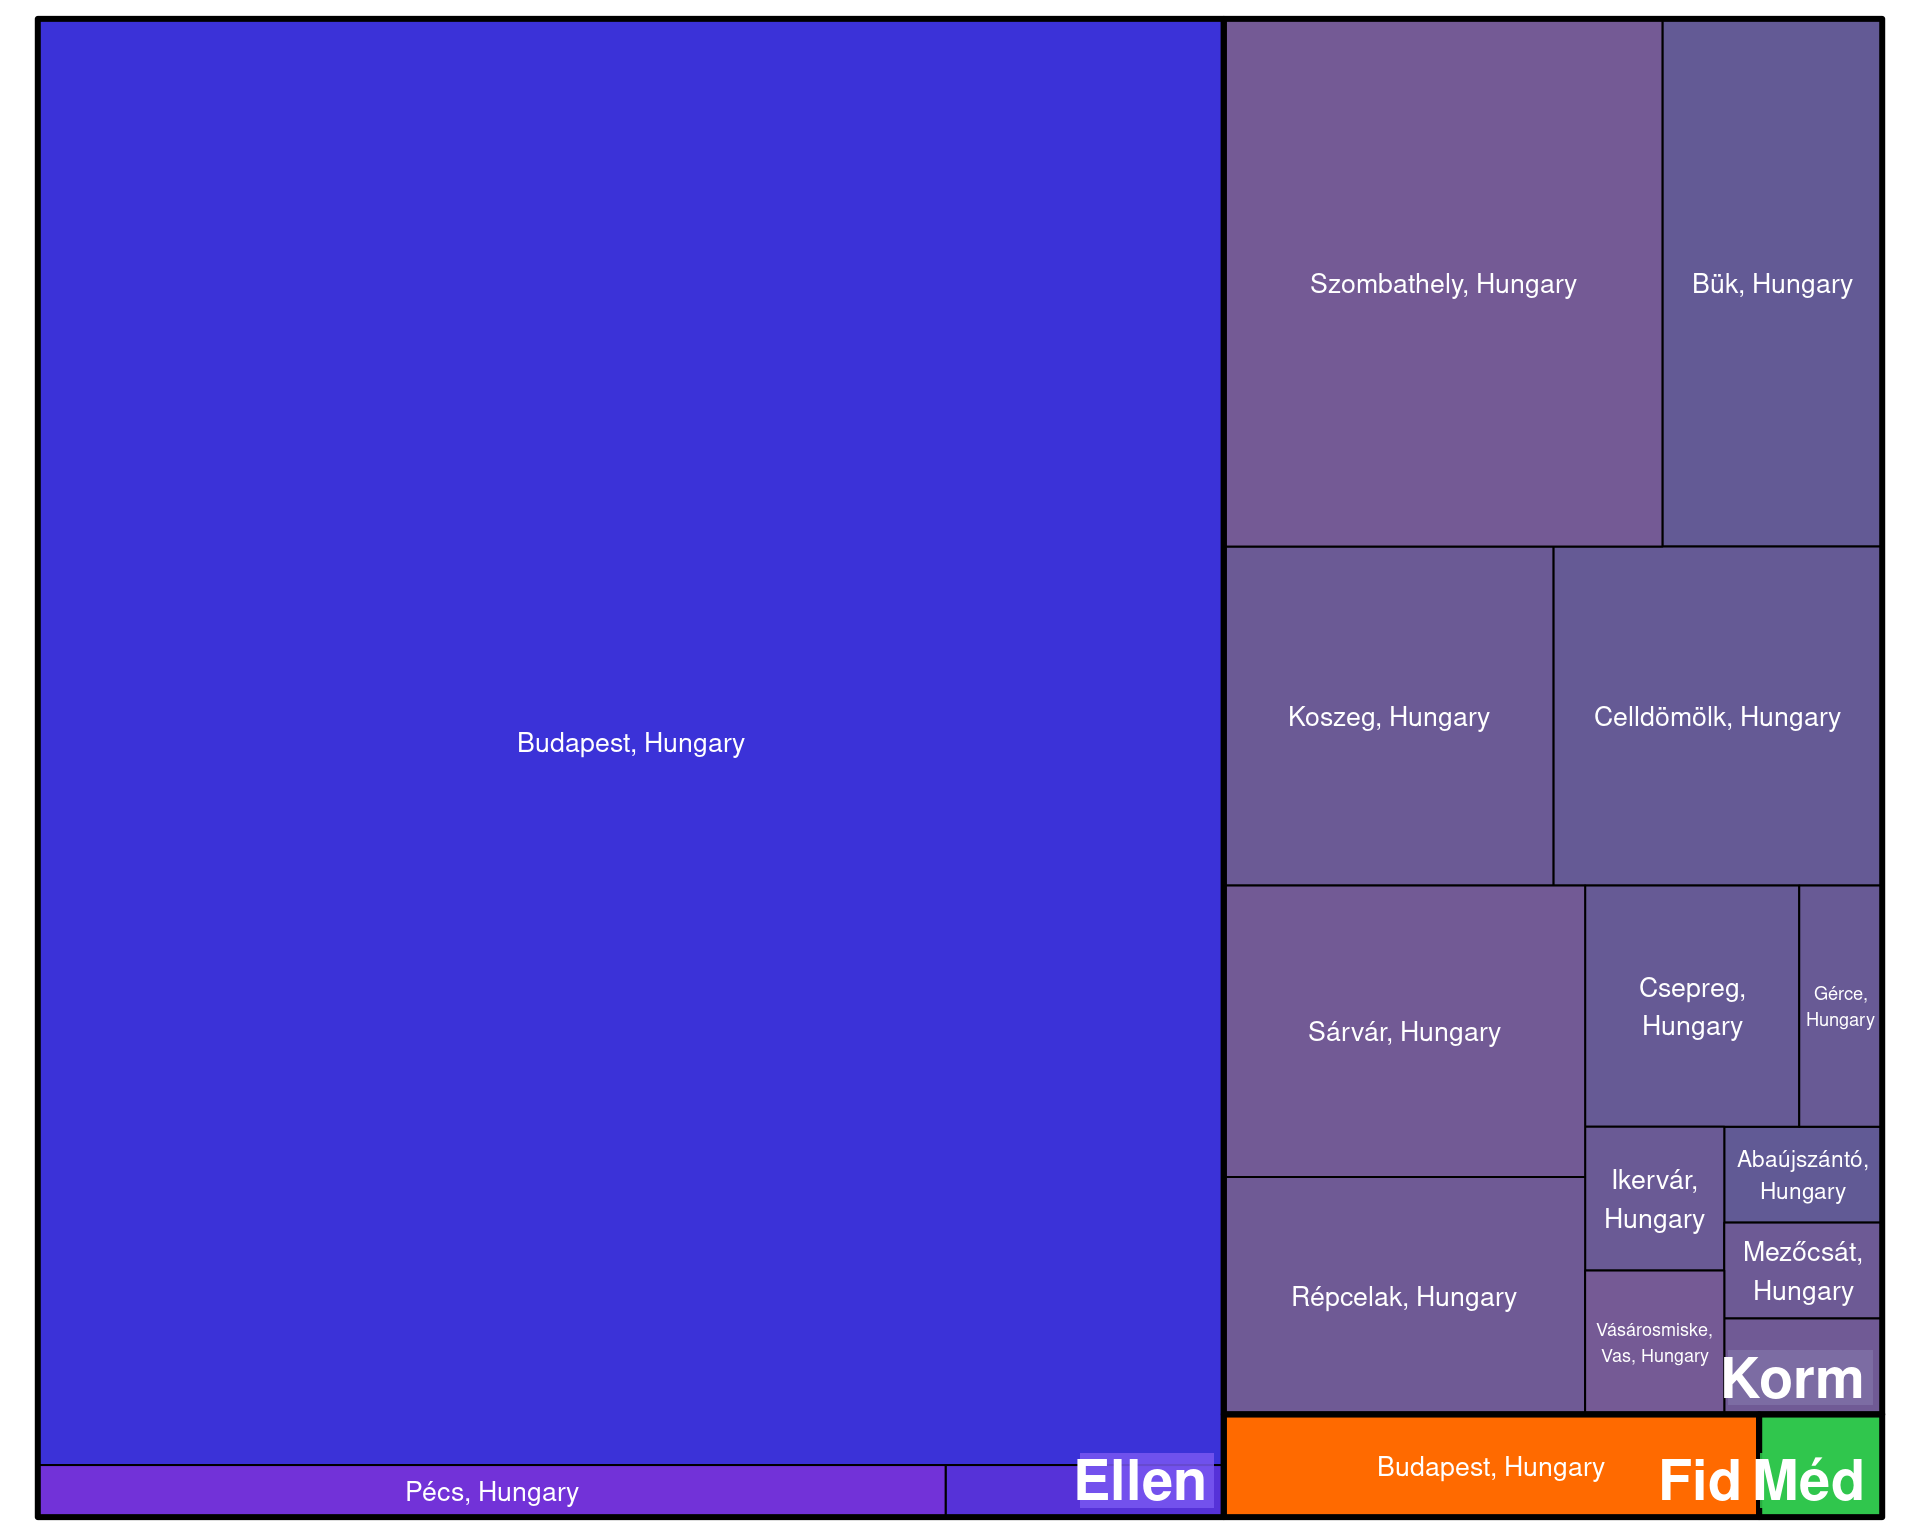 Budapest, Hungary
Pécs, Hungary
Ellen
Szombathely, Hungary
Bük, Hungary
Koszeg, Hungary
Celldömölk, Hungary
Sárvár, Hungary
Csepreg,
Hungary
Gérce,
Hungary
Répcelak, Hungary
Ikervár,
Hungary
Abaújszántó,
Hungary
Mezőcsát,
Hungary
Vásárosmiske,
Vas, Hungary
Korm
Budapest, Hungary
Fid
Méd